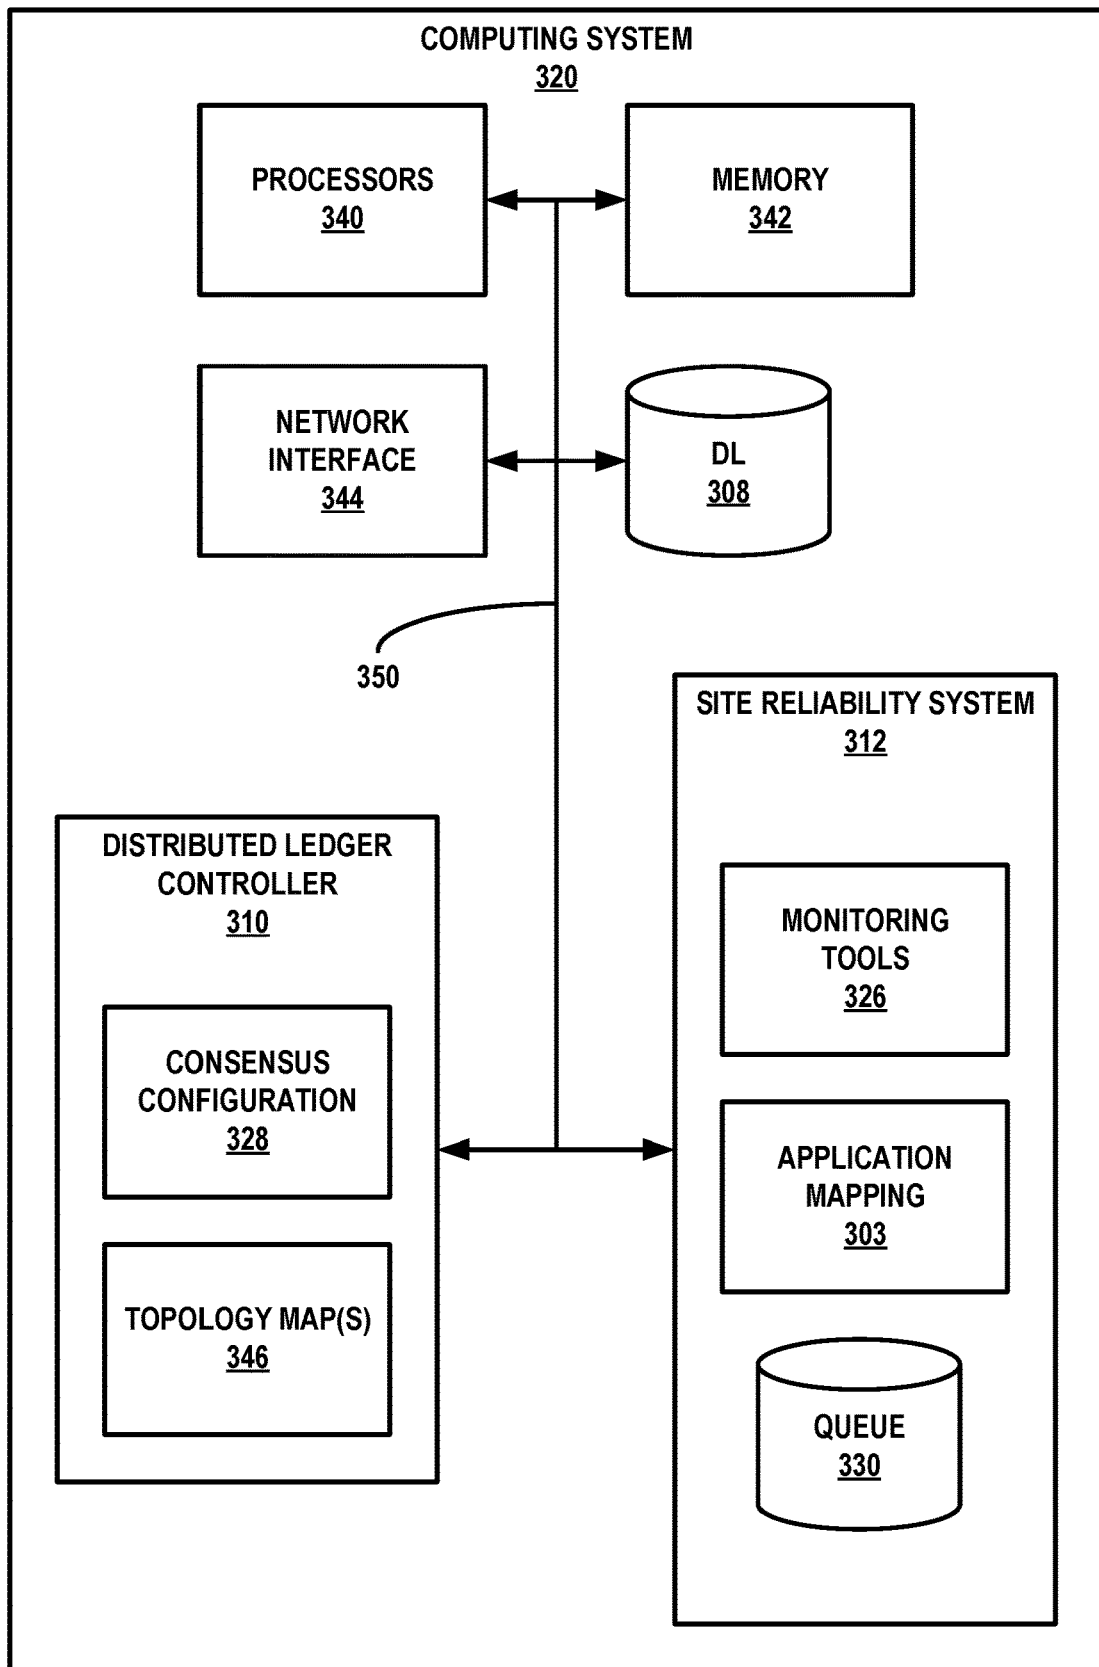 COMPUTING SYSTEM
320
PROCESSORS
340
MEMORY
342
NETWORK
INTERFACE
344
DL
308
350
SITE RELIABILITY SYSTEM
312
DISTRIBUTED LEDGER
CONTROLLER
310
MONITORING
TOOLS
326
CONSENSUS
CONFIGURATION
328
APPLICATION
MAPPING
303
TOPOLOGY MAP(S)
346
QUEUE
330